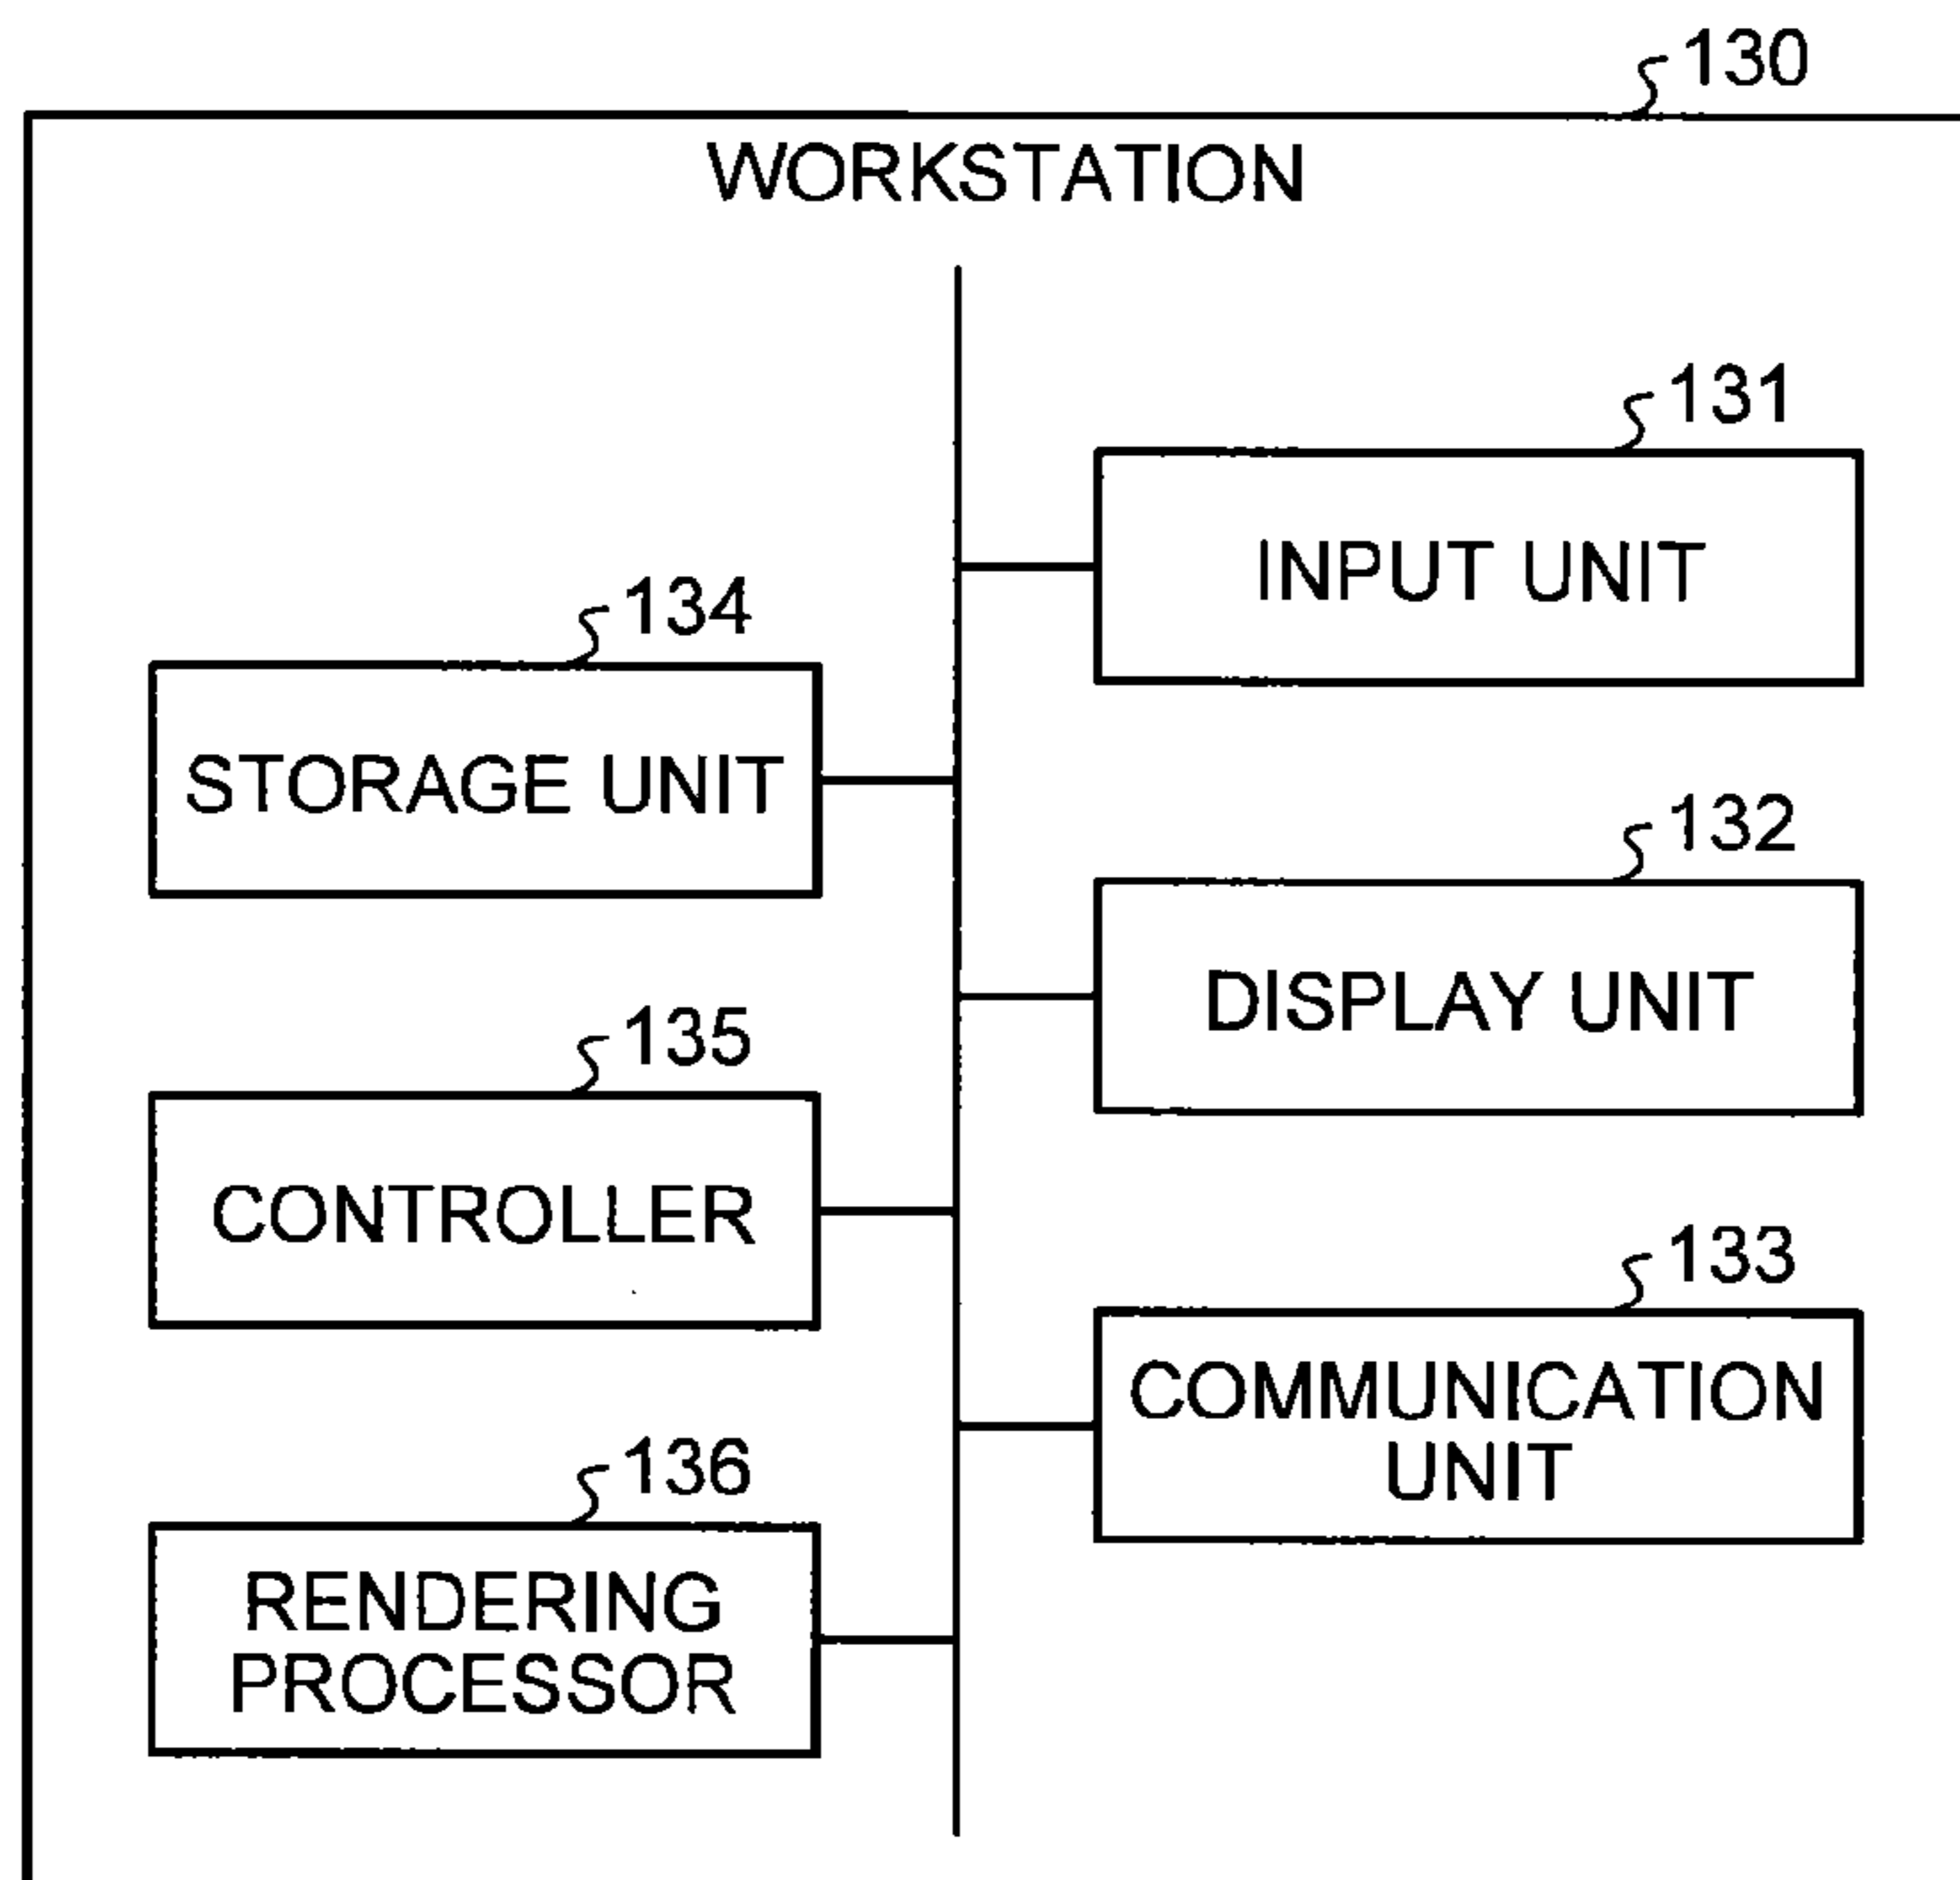 130
WORKSTATION
131
INPUT UNIT
134
STORAGE UNIT
132
DISPLAY UNIT
135
CONTROLLER
133
COMMUNICATION
UNIT
136
RENDERING
PROCESSOR